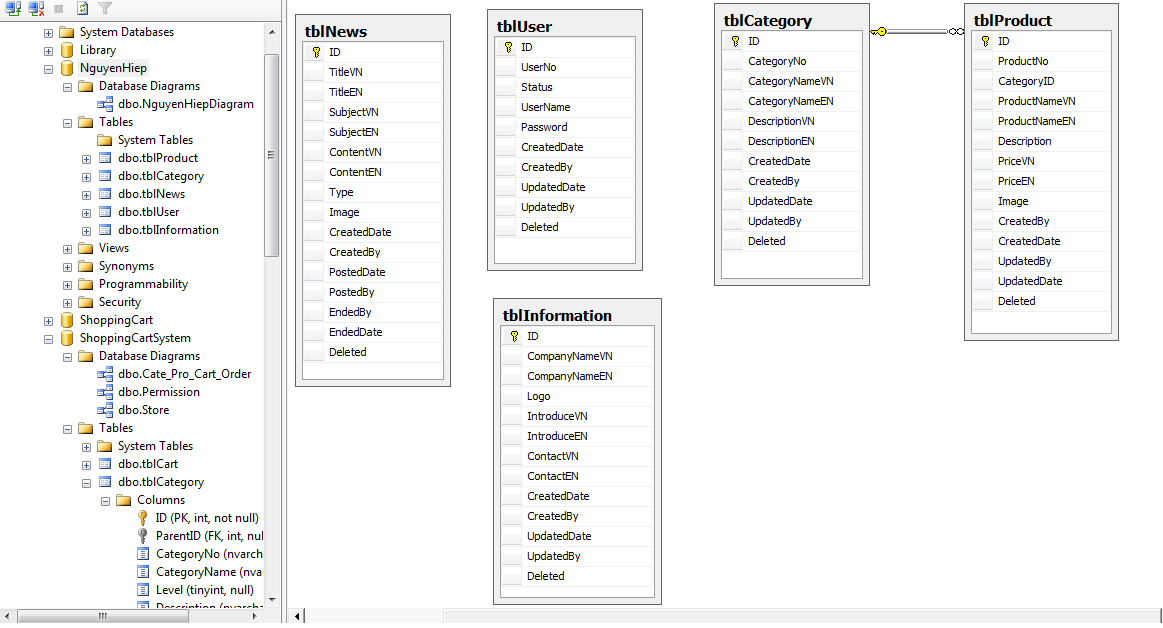 System Databases
Library
NguyenHiep
Database Diagrams
dbo.NguyenHiepDiagram
Tables
System Tables
dbo.tblProduct
dbo.tblCategory
dbo.tblNews
dbo.tblUser
dbo.tblInformation
Views
Synonyms
Programmability
Security
ShoppingCart
ShoppingCartSystem
Database Diagrams
dbo.Cate_Pro_Cart_Order
dbo.Permission
dbo.Store
Tables
System Tables
dbo.tblCart
dbo.tblCategory
Columns
ID (PK, int, not null)
ParentID (FK, int, nul
CategoryNo (nvarch
CategoryName (nva
Level (tinyint, null)
Description (nvarcha
tblNews
ID
TitleVN
TitleEN
SubjectVN
SubjectEN
ContentVN
ContentEN
Type
Image
CreatedDate
CreatedBy
PostedDate
PostedBy
EndedBy
EndedDate
Deleted
tblUser
ID
UserNo
Status
UserName
Password
CreatedDate
CreatedBy
UpdatedDate
UpdatedBy
Deleted
tblInformation
ID
CompanyNameVN
CompanyNameEN
Logo
IntroduceVN
IntroduceEN
ContactVN
ContactEN
CreatedDate
CreatedBy
UpdatedDate
UpdatedBy
Deleted
tblCategory
ID
CategoryNo
CategoryNameVN
CategoryNameEN
DescriptionVN
DescriptionEN
CreatedDate
CreatedBy
UpdatedDate
UpdatedBy
Deleted
tblProduct
ID
ProductNo
CategoryID
ProductNameVN
ProductNameEN
Description
PriceVN
PriceEN
Image
CreatedBy
CreatedDate
UpdatedBy
UpdatedDate
Deleted